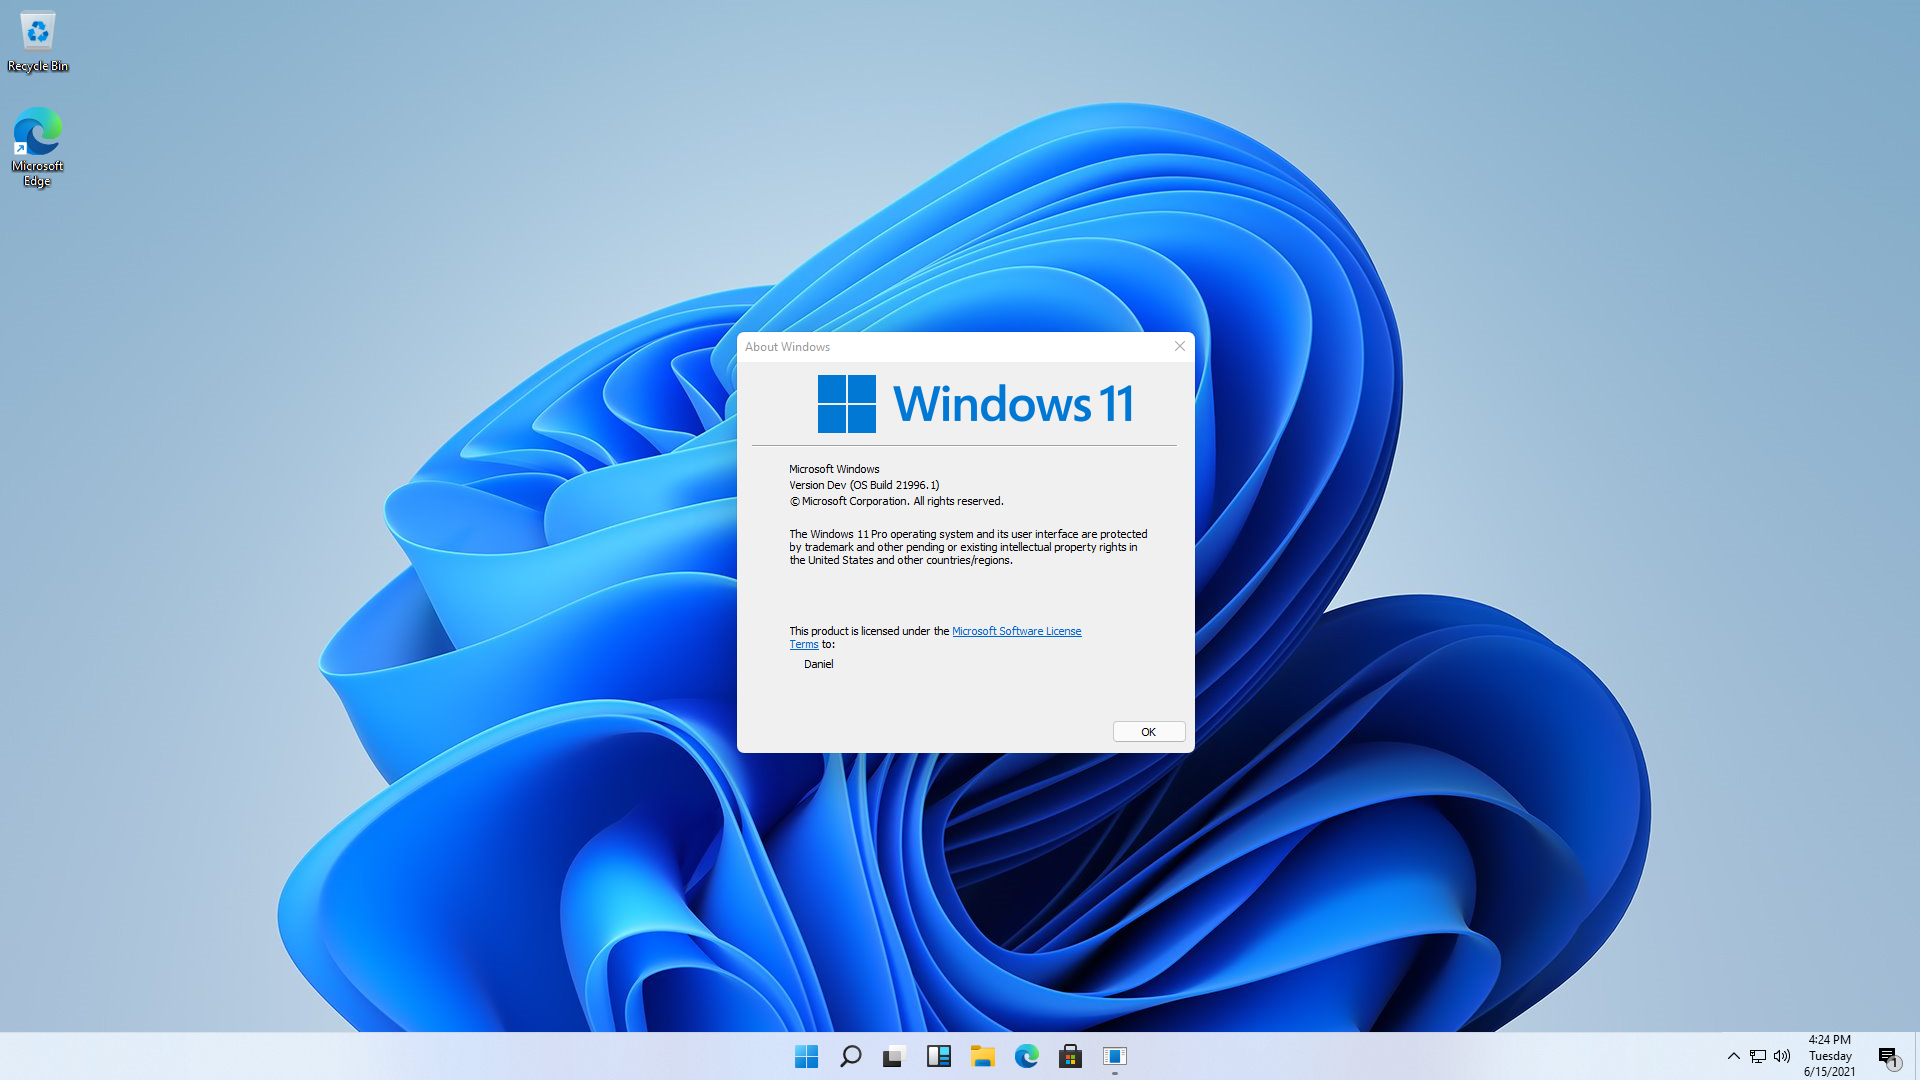 Recycle Bin
Microsoft
Edge
About Windows
Windows 11
Microsoft Windows
Version Dev (OS Build 21996.1)
© Microsoft Corporation. All rights reserved.
The Windows 11 Pro operating system and its user interface are protected
by trademark and other pending or existing intellectual property rights in
the United States and other countries/regions.
This product is licensed under the Microsoft Software License
Terms to:
Daniel
OK
4:24 PM
Tuesday
6/15/2021
1